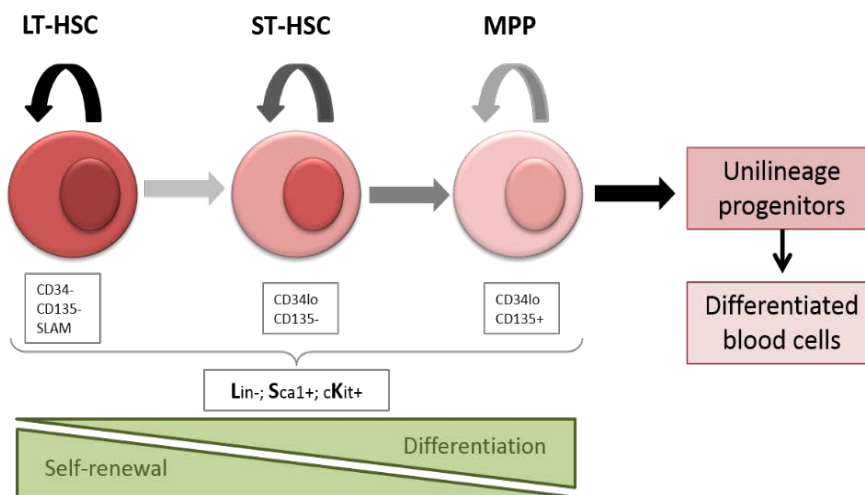 LT-HSC
ST-HSC
MPP
Unilineage
progenitors
CD34-
CD135-
SLAM
CD34lo
CD135-
CD34lo
CD135+
Differentiated
blood cells
Lin-; Sca1+; cKit+
Differentiation
Self-renewal